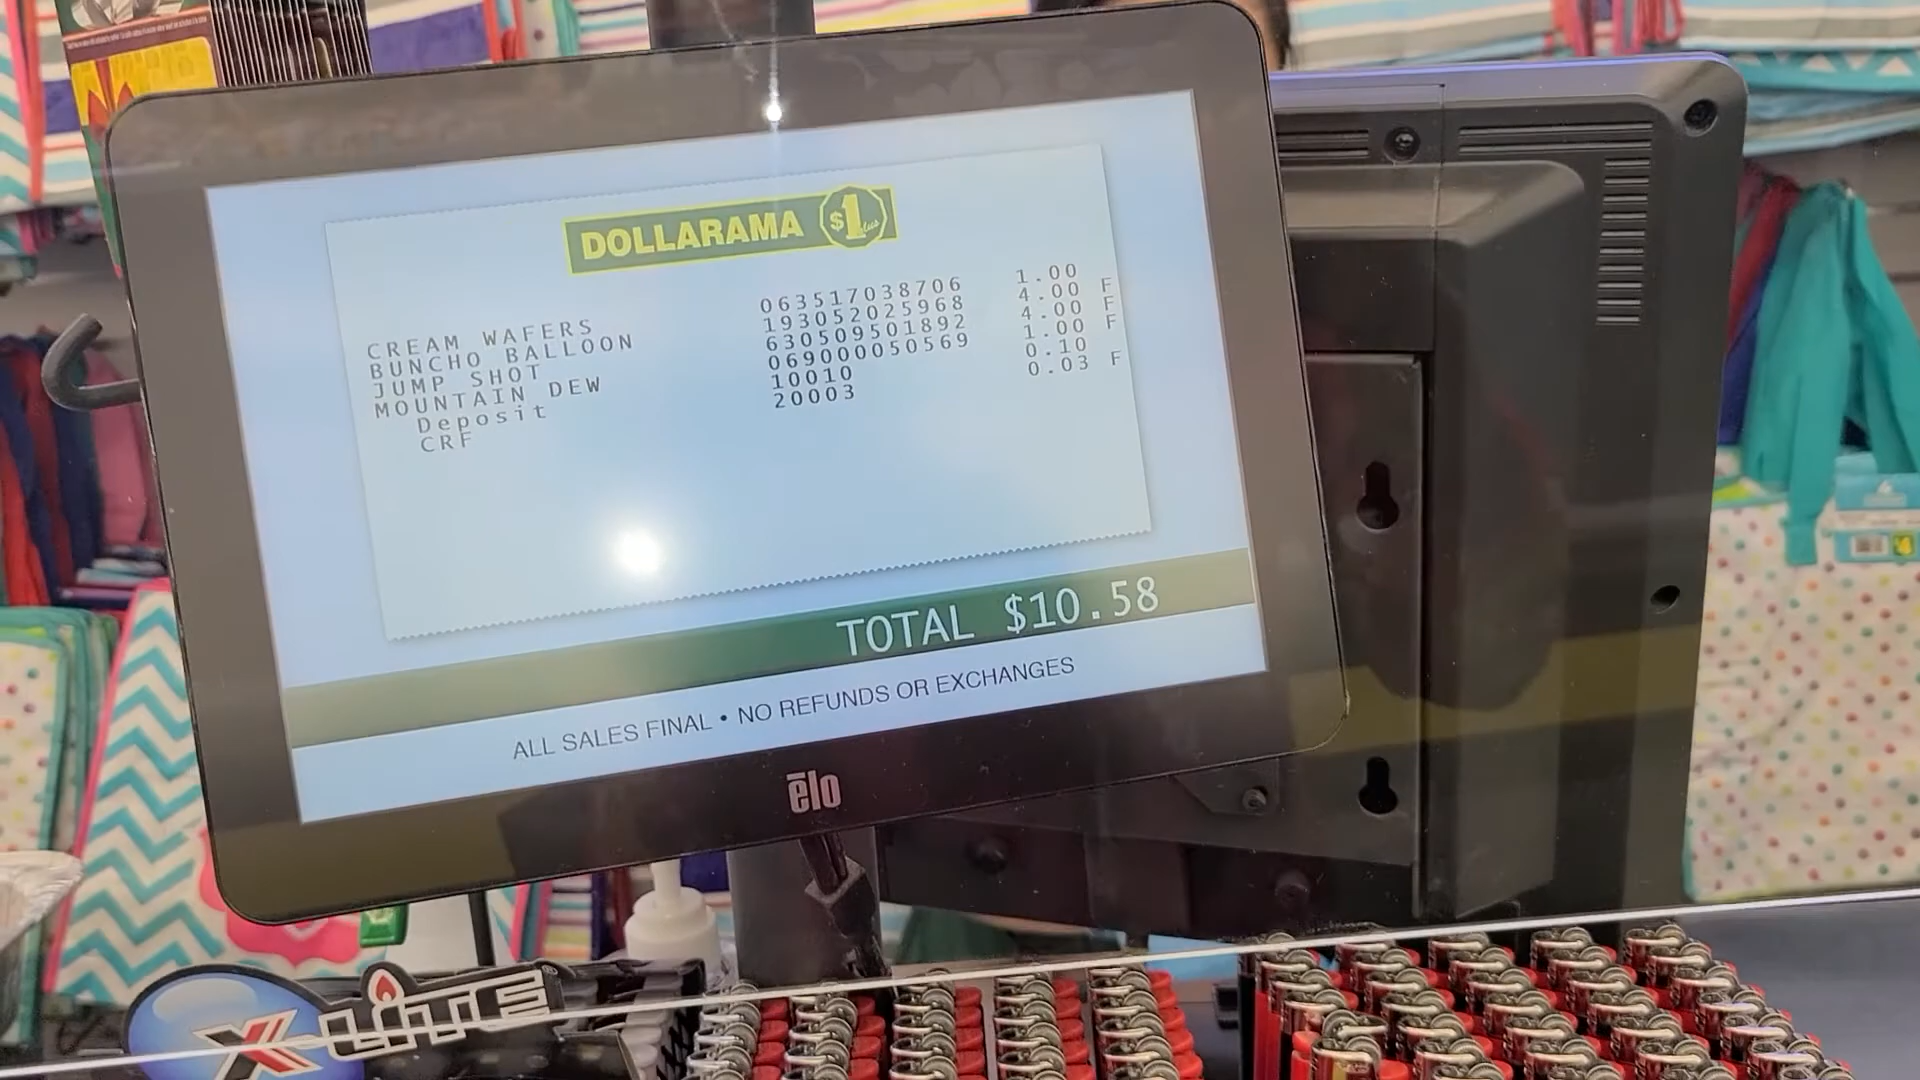 DOLLARAMA $1 plus
CREAM WAFERS 063517038706 1.00
BUNCHO BALLOON 193052025968 4.00 F
JUMP SHOT 630509501892 4.00 F
MOUNTAIN DEW 069000050569 1.00 F
Deposit 10010 0.10
CRF 20003 0.03 F
TOTAL $10.58
ALL SALES FINAL • NO REFUNDS OR EXCHANGES
ēlo
X LITE